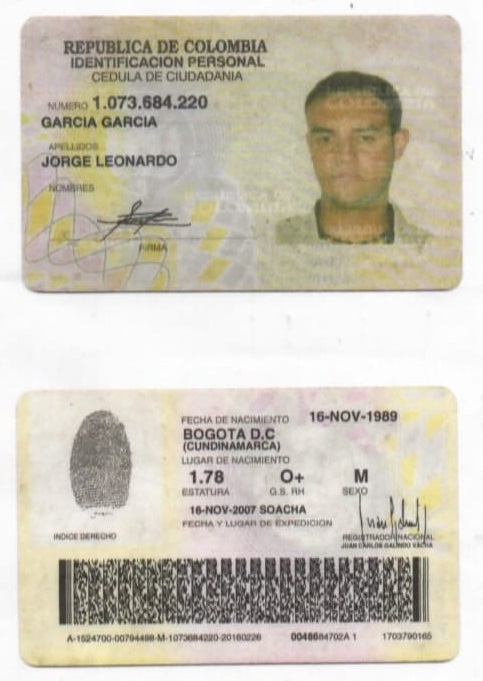 REPUBLICA DE COLOMBIA
IDENTIFICACION PERSONAL
CEDULA DE CIUDADANIA
NUMERO 1.073.684.220
GARCIA GARCIA
APELLIDOS
JORGE LEONARDO
NOMBRES
FIRMA
FECHA DE NACIMIENTO 16-NOV-1989
BOGOTA D.C
(CUNDINAMARCA)
LUGAR DE NACIMIENTO
1.78 O+ M
ESTATURA G.S. RH SEXO
16-NOV-2007 SOACHA
FECHA Y LUGAR DE EXPEDICION
INDICE DERECHO
REGISTRADOR NACIONAL
JUAN CARLOS GALINDO VACHA
A-1524700-00794498-M-1073684220-20160226 0048684702A 1 1703790165